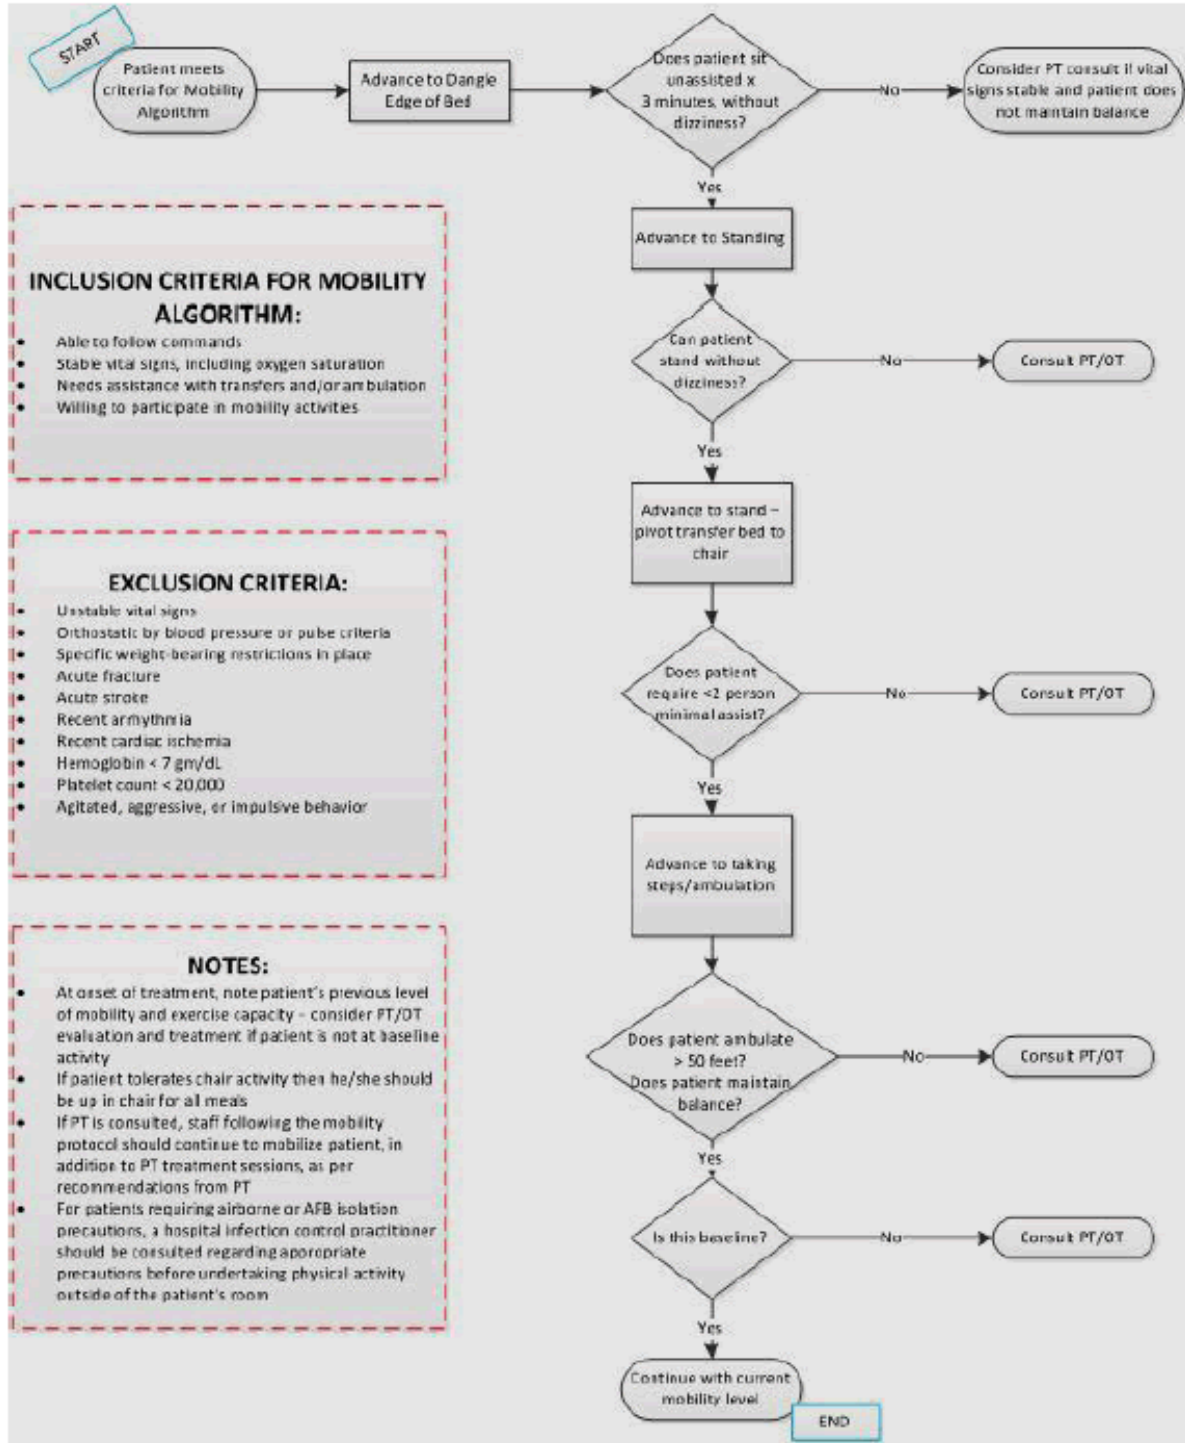 START
Patient meets
criteria for Mobility
Algorithm
Advance to Dangle
Edge of Bed
Does patient sit
unassisted x
3 minutes, without
dizziness?
No
Consider PT consult if vital
signs stable and patient does
not maintain balance
Yes
Advance to Standing
Can patient
stand without
dizziness?
No
Consult PT/OT
Yes
Advance to stand –
pivot transfer bed to
chair
Does patient
require <2 person
minimal assist?
No
Consult PT/OT
Yes
Advance to taking
steps/ambulation
Does patient ambulate
> 50 feet?
Does patient maintain
balance?
No
Consult PT/OT
Yes
Is this baseline?
No
Consult PT/OT
Yes
Continue with current
mobility level
END
INCLUSION CRITERIA FOR MOBILITY
ALGORITHM:
• Able to follow commands
• Stable vital signs, including oxygen saturation
• Needs assistance with transfers and/or ambulation
• Willing to participate in mobility activities
EXCLUSION CRITERIA:
• Unstable vital signs
• Orthostatic by blood pressure or pulse criteria
• Specific weight-bearing restrictions in place
• Acute fracture
• Acute stroke
• Recent arrhythmia
• Recent cardiac ischemia
• Hemoglobin < 7 gm/dL
• Platelet count < 20,000
• Agitated, aggressive, or impulsive behavior
NOTES:
• At onset of treatment, note patient's previous level
of mobility and exercise capacity – consider PT/OT
evaluation and treatment if patient is not at baseline
activity
• If patient tolerates chair activity then he/she should
be up in chair for all meals
• If PT is consulted, staff following the mobility
protocol should continue to mobilize patient, in
addition to PT treatment sessions, as per
recommendations from PT
• For patients requiring airborne or AFB isolation
precautions, a hospital infection control practitioner
should be consulted regarding appropriate
precautions before undertaking physical activity
outside of the patient's room